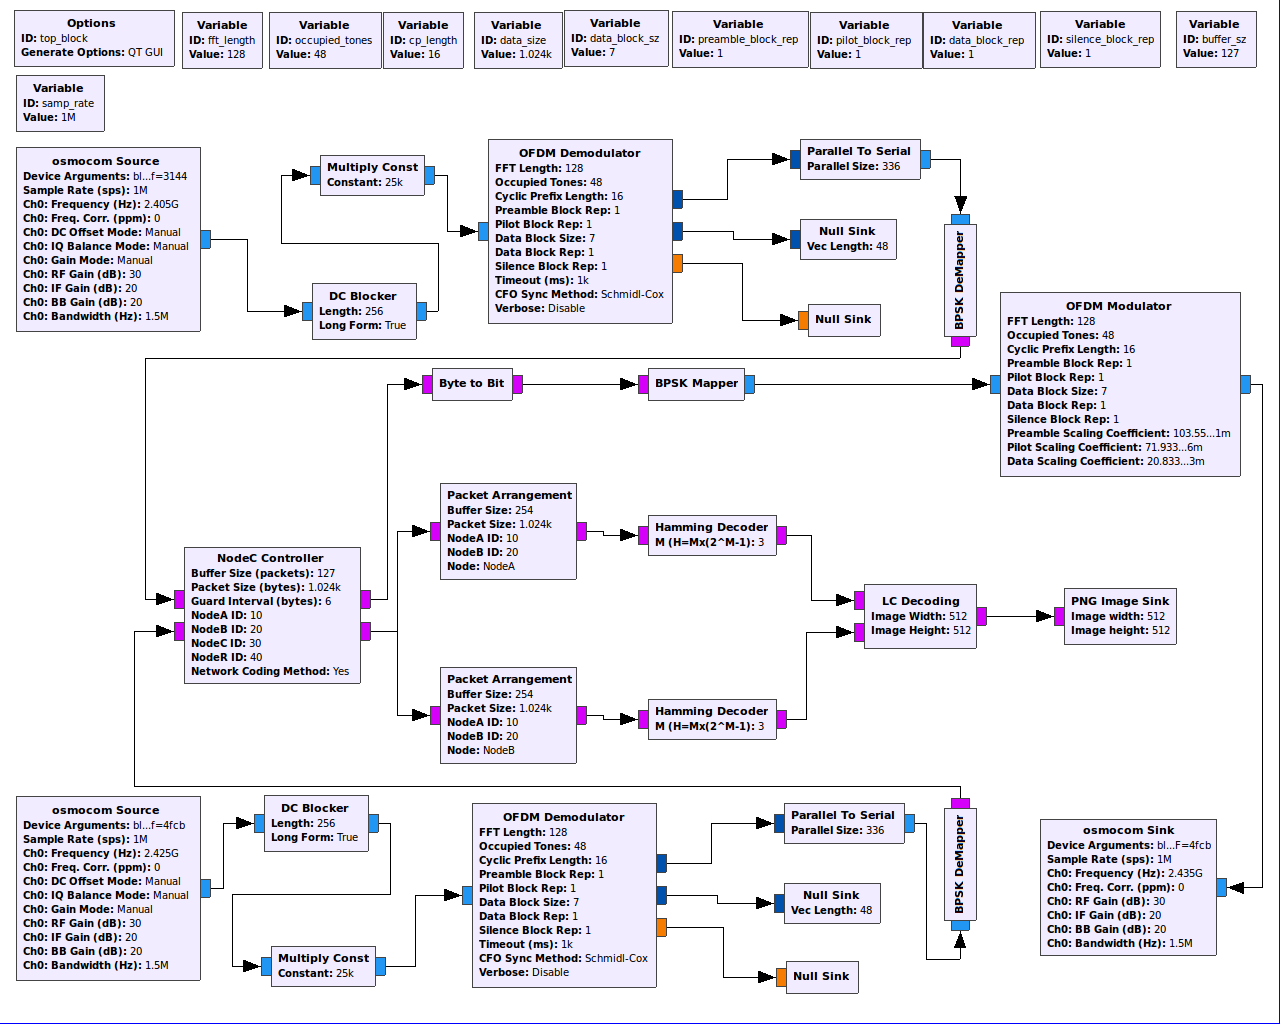 Options
ID: top_block
Generate Options: QT GUI
Variable
ID: fft_length
Value: 128
Variable
ID: occupied_tones
Value: 48
Variable
ID: cp_length
Value: 16
Variable
ID: data_size
Value: 1.024k
Variable
ID: data_block_sz
Value: 7
Variable
ID: preamble_block_rep
Value: 1
Variable
ID: pilot_block_rep
Value: 1
Variable
ID: data_block_rep
Value: 1
Variable
ID: silence_block_rep
Value: 1
Variable
ID: buffer_sz
Value: 127
Variable
ID: samp_rate
Value: 1M
osmocom Source
Device Arguments: bl...f=3144
Sample Rate (sps): 1M
Ch0: Frequency (Hz): 2.405G
Ch0: Freq. Corr. (ppm): 0
Ch0: DC Offset Mode: Manual
Ch0: IQ Balance Mode: Manual
Ch0: Gain Mode: Manual
Ch0: RF Gain (dB): 30
Ch0: IF Gain (dB): 20
Ch0: BB Gain (dB): 20
Ch0: Bandwidth (Hz): 1.5M
Multiply Const
Constant: 25k
DC Blocker
Length: 256
Long Form: True
OFDM Demodulator
FFT Length: 128
Occupied Tones: 48
Cyclic Prefix Length: 16
Preamble Block Rep: 1
Pilot Block Rep: 1
Data Block Size: 7
Data Block Rep: 1
Silence Block Rep: 1
Timeout (ms): 1k
CFO Sync Method: Schmidl-Cox
Verbose: Disable
Parallel To Serial
Parallel Size: 336
Null Sink
Vec Length: 48
Null Sink
BPSK DeMapper
OFDM Modulator
FFT Length: 128
Occupied Tones: 48
Cyclic Prefix Length: 16
Preamble Block Rep: 1
Pilot Block Rep: 1
Data Block Size: 7
Data Block Rep: 1
Silence Block Rep: 1
Preamble Scaling Coefficient: 103.55...1m
Pilot Scaling Coefficient: 71.933...6m
Data Scaling Coefficient: 20.833...3m
Byte to Bit
BPSK Mapper
NodeC Controller
Buffer Size (packets): 127
Packet Size (bytes): 1.024k
Guard Interval (bytes): 6
NodeA ID: 10
NodeB ID: 20
NodeC ID: 30
NodeR ID: 40
Network Coding Method: Yes
Packet Arrangement
Buffer Size: 254
Packet Size: 1.024k
NodeA ID: 10
NodeB ID: 20
Node: NodeA
Hamming Decoder
M (H=Mx(2^M-1): 3
LC Decoding
Image Width: 512
Image Height: 512
PNG Image Sink
Image width: 512
Image height: 512
Packet Arrangement
Buffer Size: 254
Packet Size: 1.024k
NodeA ID: 10
NodeB ID: 20
Node: NodeB
Hamming Decoder
M (H=Mx(2^M-1): 3
osmocom Source
Device Arguments: bl...f=4fcb
Sample Rate (sps): 1M
Ch0: Frequency (Hz): 2.425G
Ch0: Freq. Corr. (ppm): 0
Ch0: DC Offset Mode: Manual
Ch0: IQ Balance Mode: Manual
Ch0: Gain Mode: Manual
Ch0: RF Gain (dB): 30
Ch0: IF Gain (dB): 20
Ch0: BB Gain (dB): 20
Ch0: Bandwidth (Hz): 1.5M
DC Blocker
Length: 256
Long Form: True
Multiply Const
Constant: 25k
OFDM Demodulator
FFT Length: 128
Occupied Tones: 48
Cyclic Prefix Length: 16
Preamble Block Rep: 1
Pilot Block Rep: 1
Data Block Size: 7
Data Block Rep: 1
Silence Block Rep: 1
Timeout (ms): 1k
CFO Sync Method: Schmidl-Cox
Verbose: Disable
Parallel To Serial
Parallel Size: 336
Null Sink
Vec Length: 48
Null Sink
BPSK DeMapper
osmocom Sink
Device Arguments: bl...F=4fcb
Sample Rate (sps): 1M
Ch0: Frequency (Hz): 2.435G
Ch0: Freq. Corr. (ppm): 0
Ch0: RF Gain (dB): 30
Ch0: IF Gain (dB): 20
Ch0: BB Gain (dB): 20
Ch0: Bandwidth (Hz): 1.5M